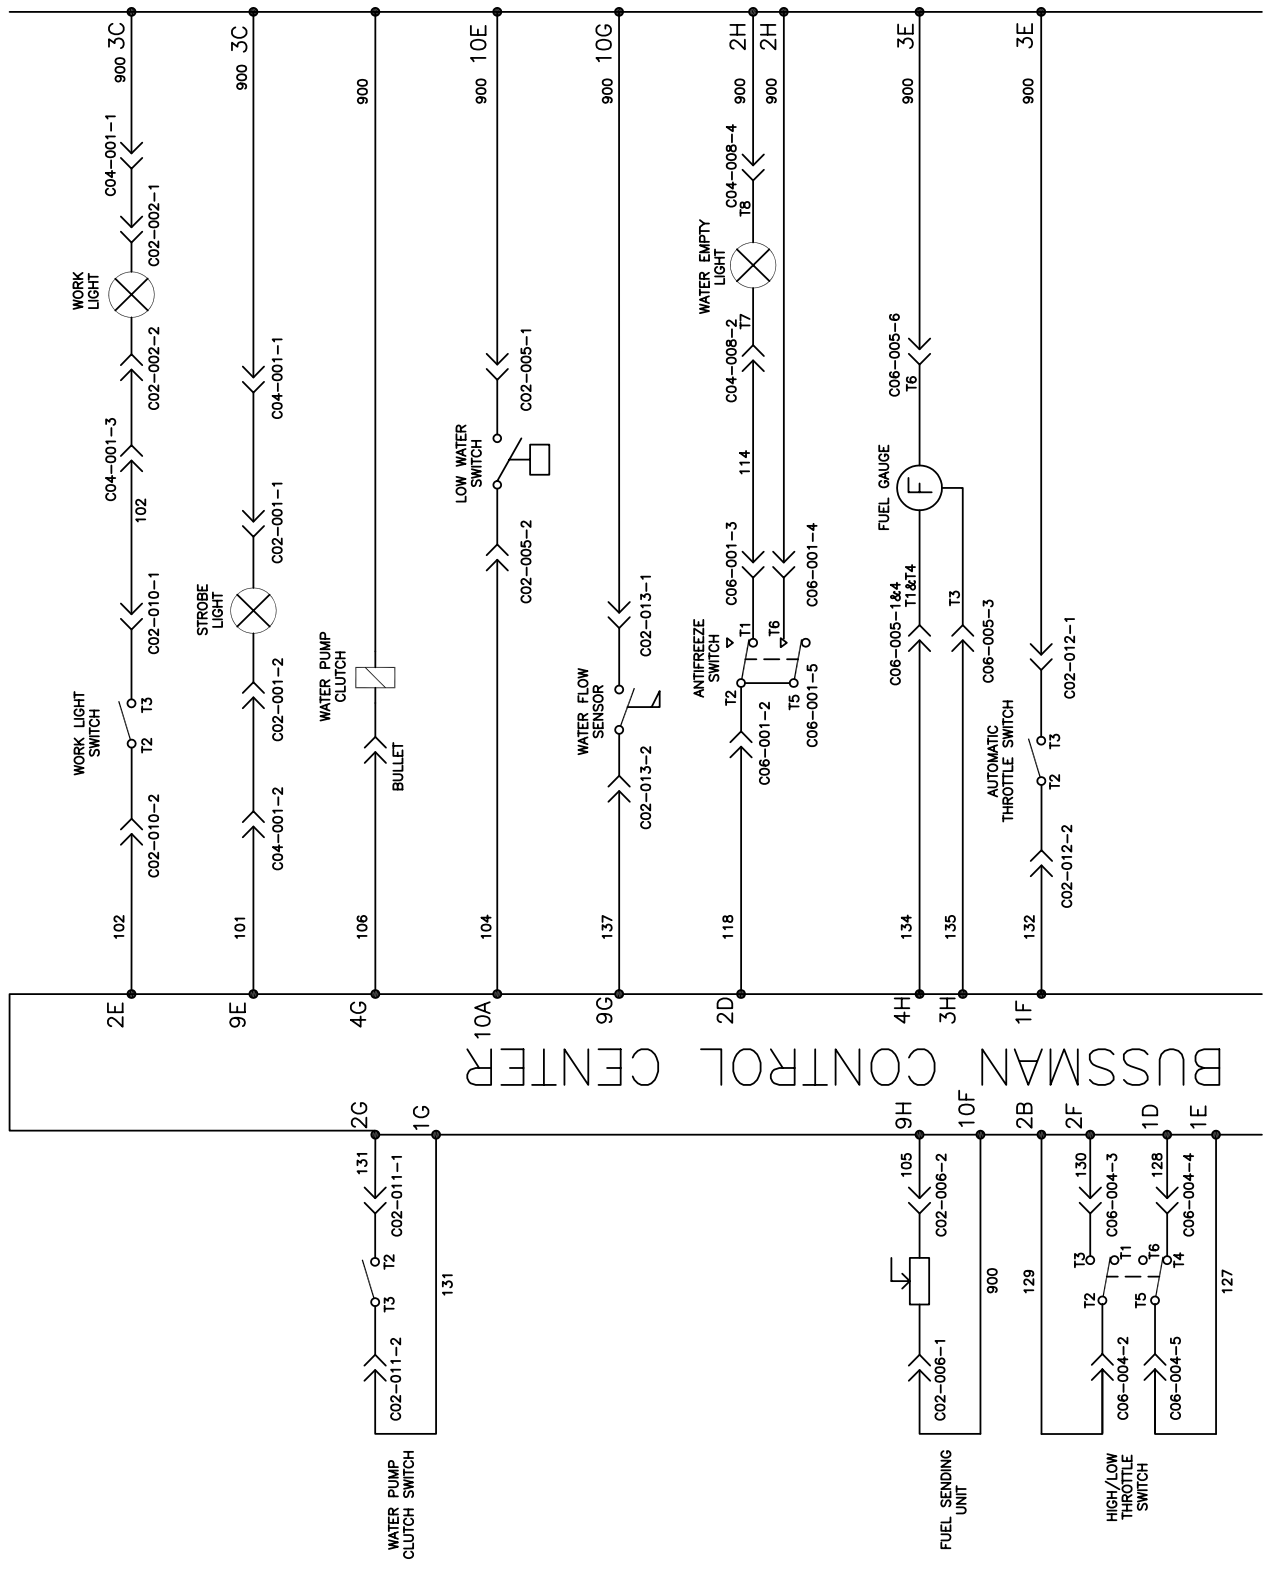 3C
900
C04-001-1
C02-002-1
WORK
LIGHT
C02-002-2
C04-001-3
102
C02-010-1
WORK LIGHT
SWITCH
T3
T2
C02-010-2
102
2E
3C
900
C04-001-1
C02-001-1
STROBE
LIGHT
C02-001-2
C04-001-2
101
9E
900
WATER PUMP
CLUTCH
BULLET
106
4G
10E
900
C02-005-1
LOW WATER
SWITCH
C02-005-2
104
10A
10G
900
C02-013-1
WATER FLOW
SENSOR
C02-013-2
137
9G
2H
2H
900
900
C04-008-4
T8
WATER EMPTY
LIGHT
T7
C04-008-2
114
C06-001-3
C06-001-4
ANTIFREEZE
SWITCH
T1
T6
T2
T5
C06-001-5
C06-001-2
118
2D
3E
900
C06-005-6
T6
FUEL GAUGE
F
C06-005-1&4
T1&T4
T3
C06-005-3
134
135
4H
3H
3E
900
C02-012-1
AUTOMATIC
THROTTLE SWITCH
T3
T2
C02-012-2
132
1F
BUSSMAN CONTROL CENTER
2G
1G
131
C02-011-1
T2
T3
131
C02-011-2
WATER PUMP
CLUTCH SWITCH
9H
10F
105
C02-006-2
900
C02-006-1
FUEL SENDING
UNIT
2B
2F
1D
1E
130
C06-004-3
128
C06-004-4
T3
T1
T6
T4
T2
T5
129
127
C06-004-2
C06-004-5
HIGH/LOW
THROTTLE
SWITCH